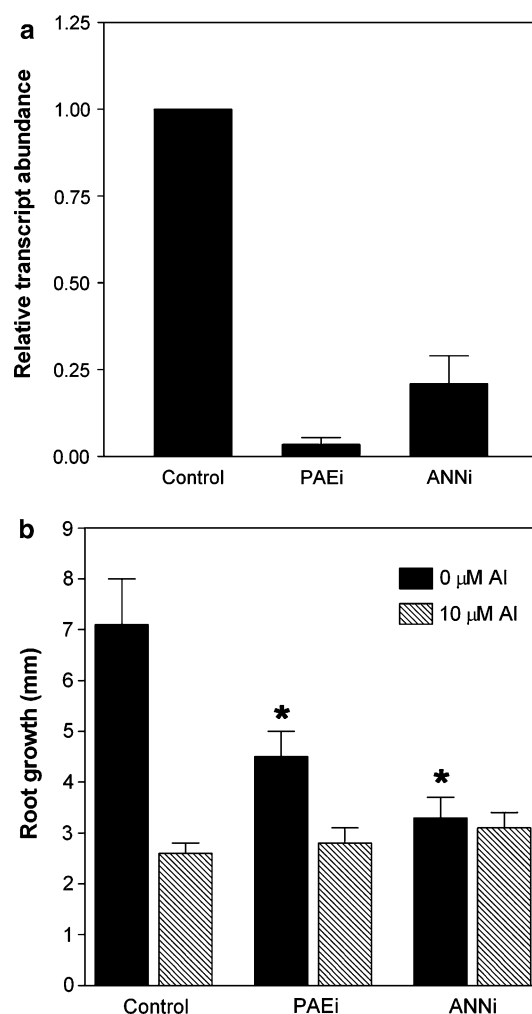 a
Relative transcript abundance
1.25
1.00
0.75
0.50
0.25
0.00
Control PAEi ANNi
b
Root growth (mm)
9
8
7
6
5
4
3
2
1
0
0 μM Al
10 μM Al
*
*
Control PAEi ANNi